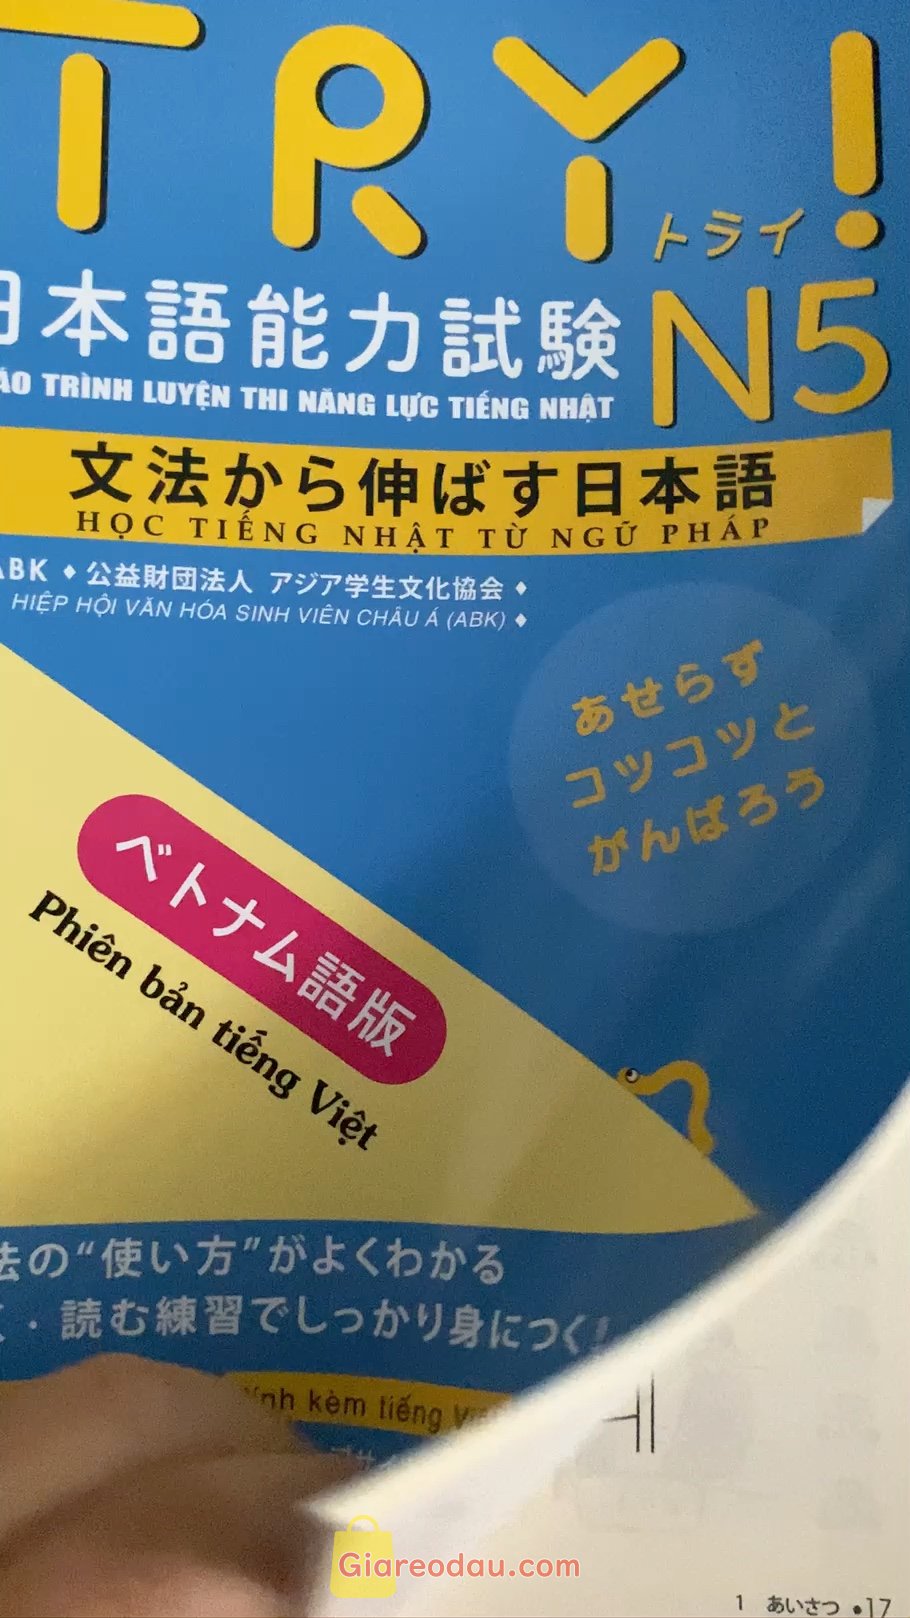 TRY!
トライ
日本語能力試験 N5
ÁO TRÌNH LUYỆN THI NĂNG LỰC TIẾNG NHẬT
文法から伸ばす日本語
HỌC TIẾNG NHẬT TỪ NGỮ PHÁP
ABK ◆ 公益財団法人 アジア学生文化協会 ◆
HIỆP HỘI VĂN HÓA SINH VIÊN CHÂU Á (ABK) ◆
あせらず
コツコツと
がんばろう
ベトナム語版
Phiên bản tiếng Việt
法の“使い方”がよくわかる
・読む練習でしっかり身につく!
kèm tiếng
Giareodau.com
1 あいさつ •17